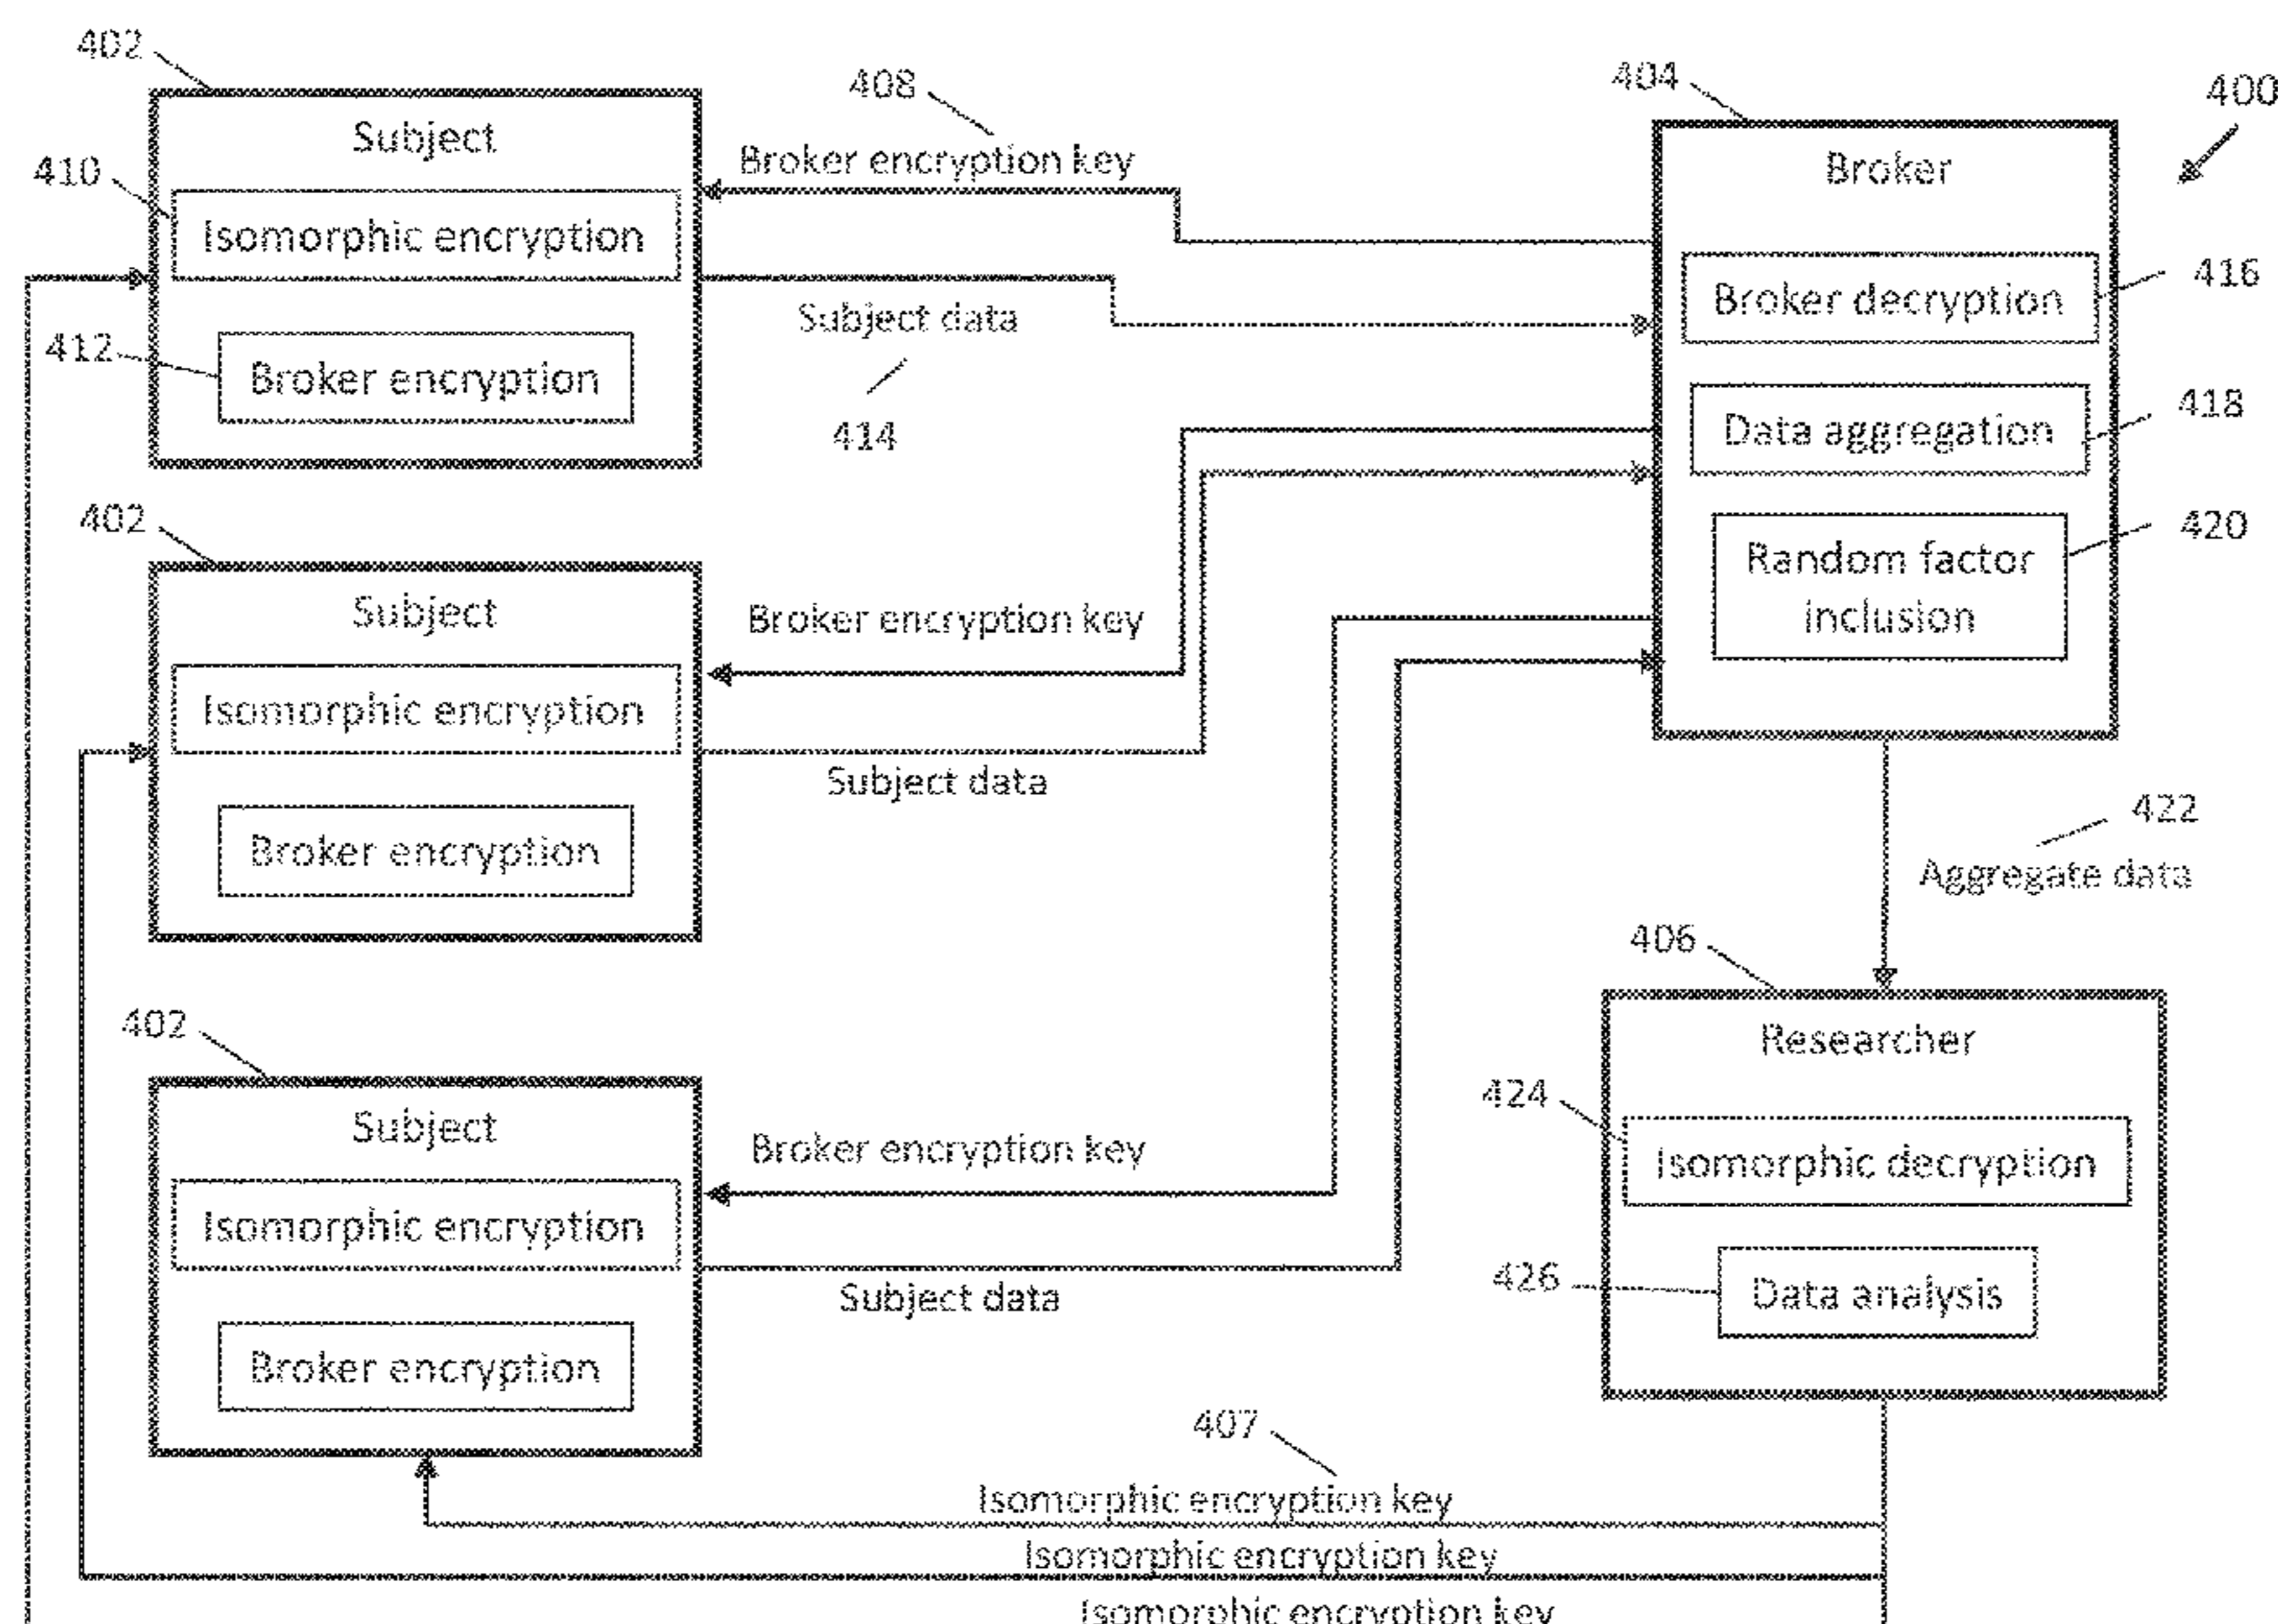 402
408
404
400
Subject
Broker encryption key
Broker
410
Isomorphic encryption
Broker decryption
416
Subject data
412
Broker encryption
414
Data aggregation
418
402
Random factor
inclusion
420
Subject
Broker encryption key
Isomorphic encryption
Subject data
Broker encryption
422
Aggregate data
406
402
Researcher
Subject
424
Broker encryption key
Isomorphic decryption
Isomorphic encryption
426
Data analysis
Subject data
Broker encryption
407
Isomorphic encryption key
Isomorphic encryption key
Isomorphic encryption key